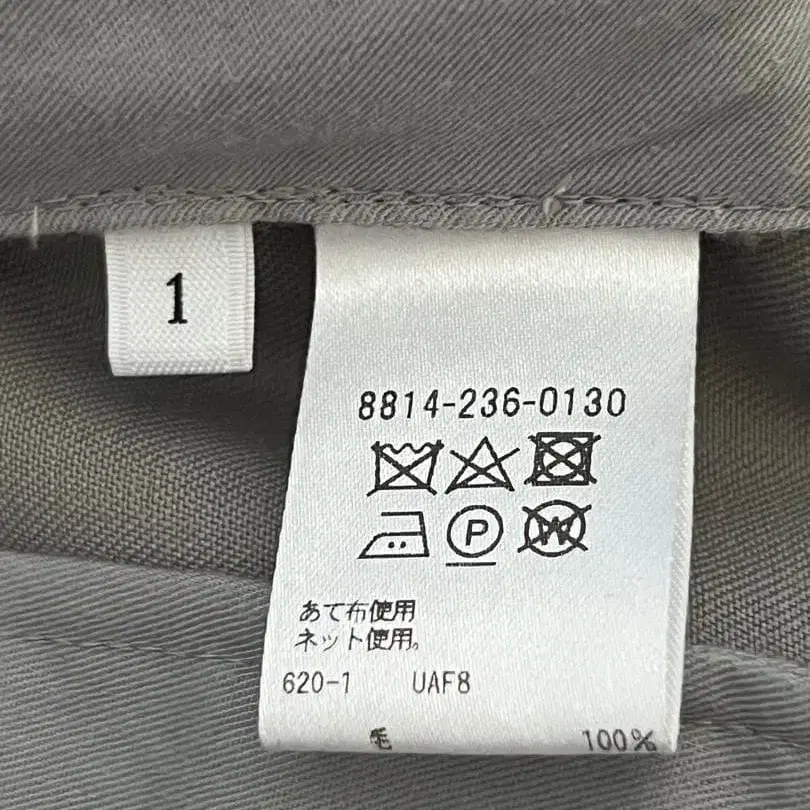 1
8814-236-0130
P W
あて布使用
ネット使用。
620-1 UAF8
毛 100%